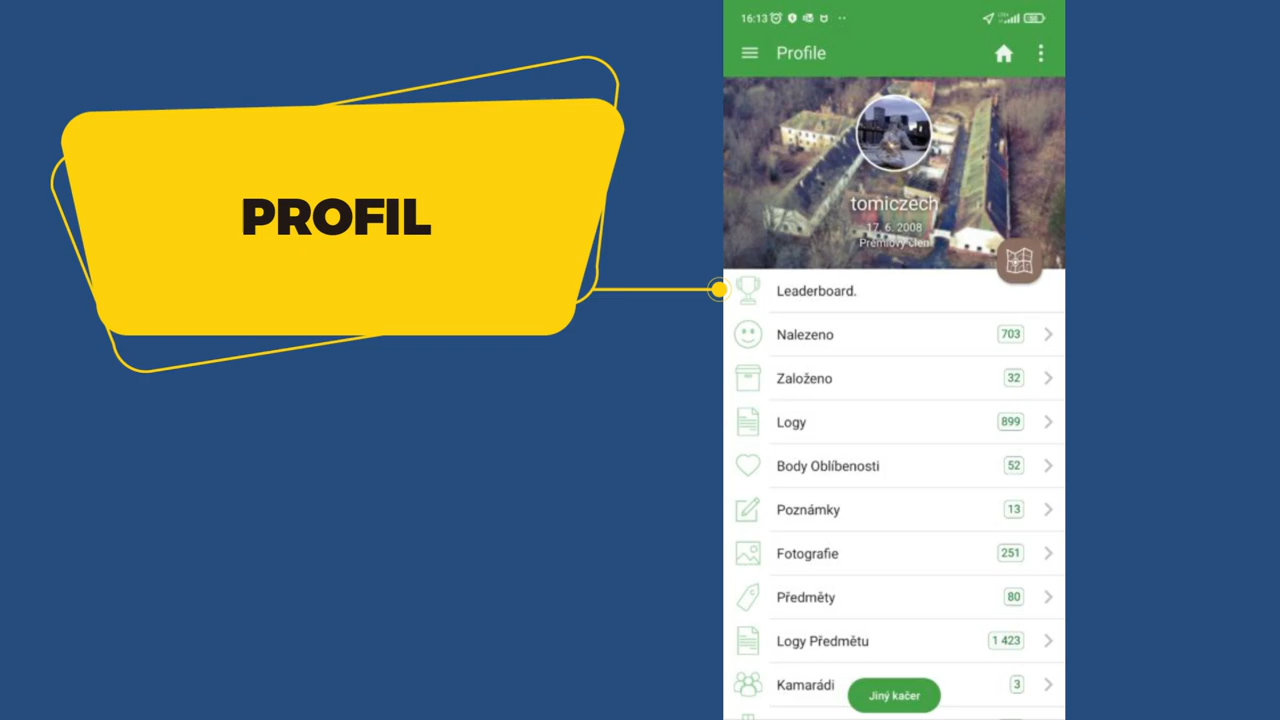 PROFIL
16:13
Profile
tomiczech
17. 6. 2008
Prémiový člen
Leaderboard.
Nalezeno 703
Založeno 32
Logy 899
Body Oblíbenosti 52
Poznámky 13
Fotografie 251
Předměty 80
Logy Předmětu 1 423
Kamarádi 3
Jiný kačer